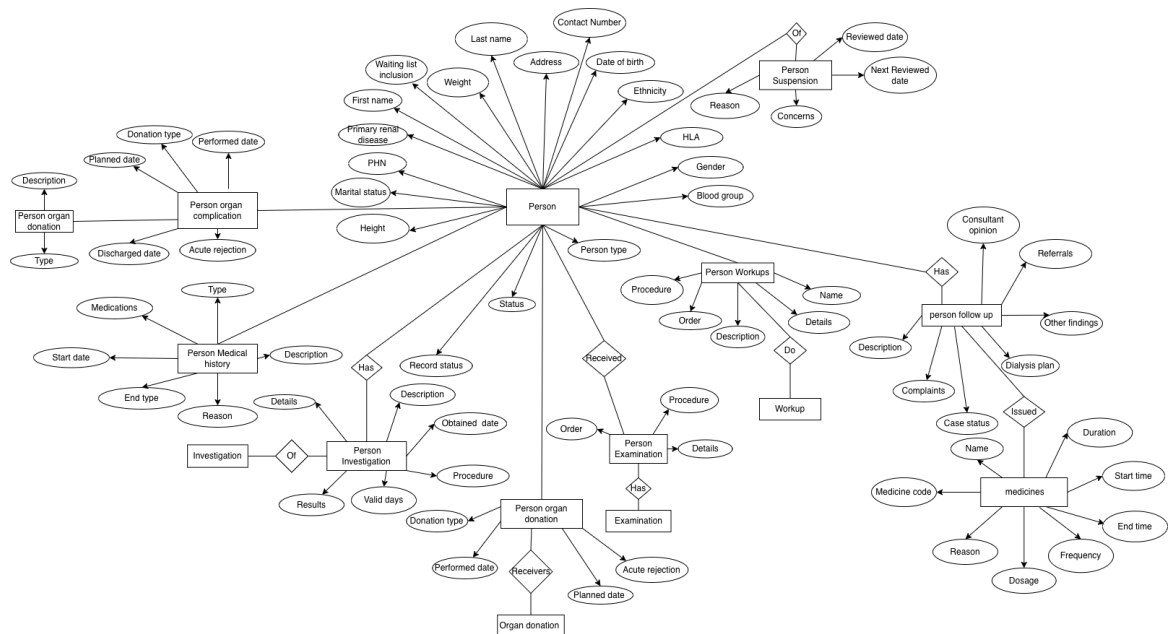 Contact Number
Last name
Of
Reviewed date
Waiting list
inclusion
Address
Date of birth
Person
Suspension
Next Reviewed
date
Weight
Ethnicity
Reason
First name
Concerns
Donation type
Performed date
Primary renal
disease
HLA
Planned date
PHN
Gender
Description
Marital status
Person
Blood group
Person organ
complication
Person organ
donation
Consultant
opinion
Height
Person type
Referrals
Discharged date
Acute rejection
Type
Has
Person Workups
Procedure
Name
Type
Status
Order
Details
person follow up
Other findings
Medications
Description
Description
Start date
Person Medical
history
Description
Record status
Received
Do
Dialysis plan
Has
Complaints
End type
Reason
Details
Description
Procedure
Workup
Issued
Case status
Obtained date
Order
Duration
Person
Examination
Details
Name
Investigation
Of
Person
Investigation
Procedure
Start time
Has
Medicine code
medicines
Results
Valid days
Person organ
donation
Donation type
Examination
End time
Reason
Frequency
Performed date
Receivers
Acute rejection
Dosage
Planned date
Organ donation